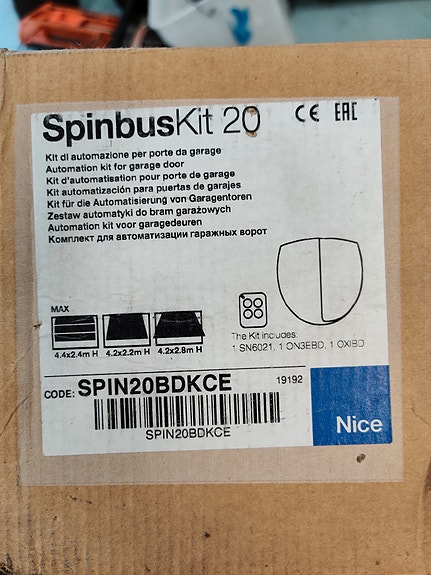 SpinbusKit 20 CE EAC
Kit di automazione per porte da garage
Automation kit for garage door
Kit d'automatisation pour porte de garage
Kit automatización para puertas de garajes
Kit für die Automatisierung von Garagentoren
Zestaw automatyki do bram garażowych
Automation kit voor garagedeuren
Комплект для автоматизации гаражных ворот
MAX
4.4x2.4m H 4.2x2.2m H 4.2x2.8m H
The Kit includes:
1 SN6021, 1 ON3EBD, 1 OXIBD
CODE: SPIN20BDKCE 19192
SPIN20BDKCE
Nice